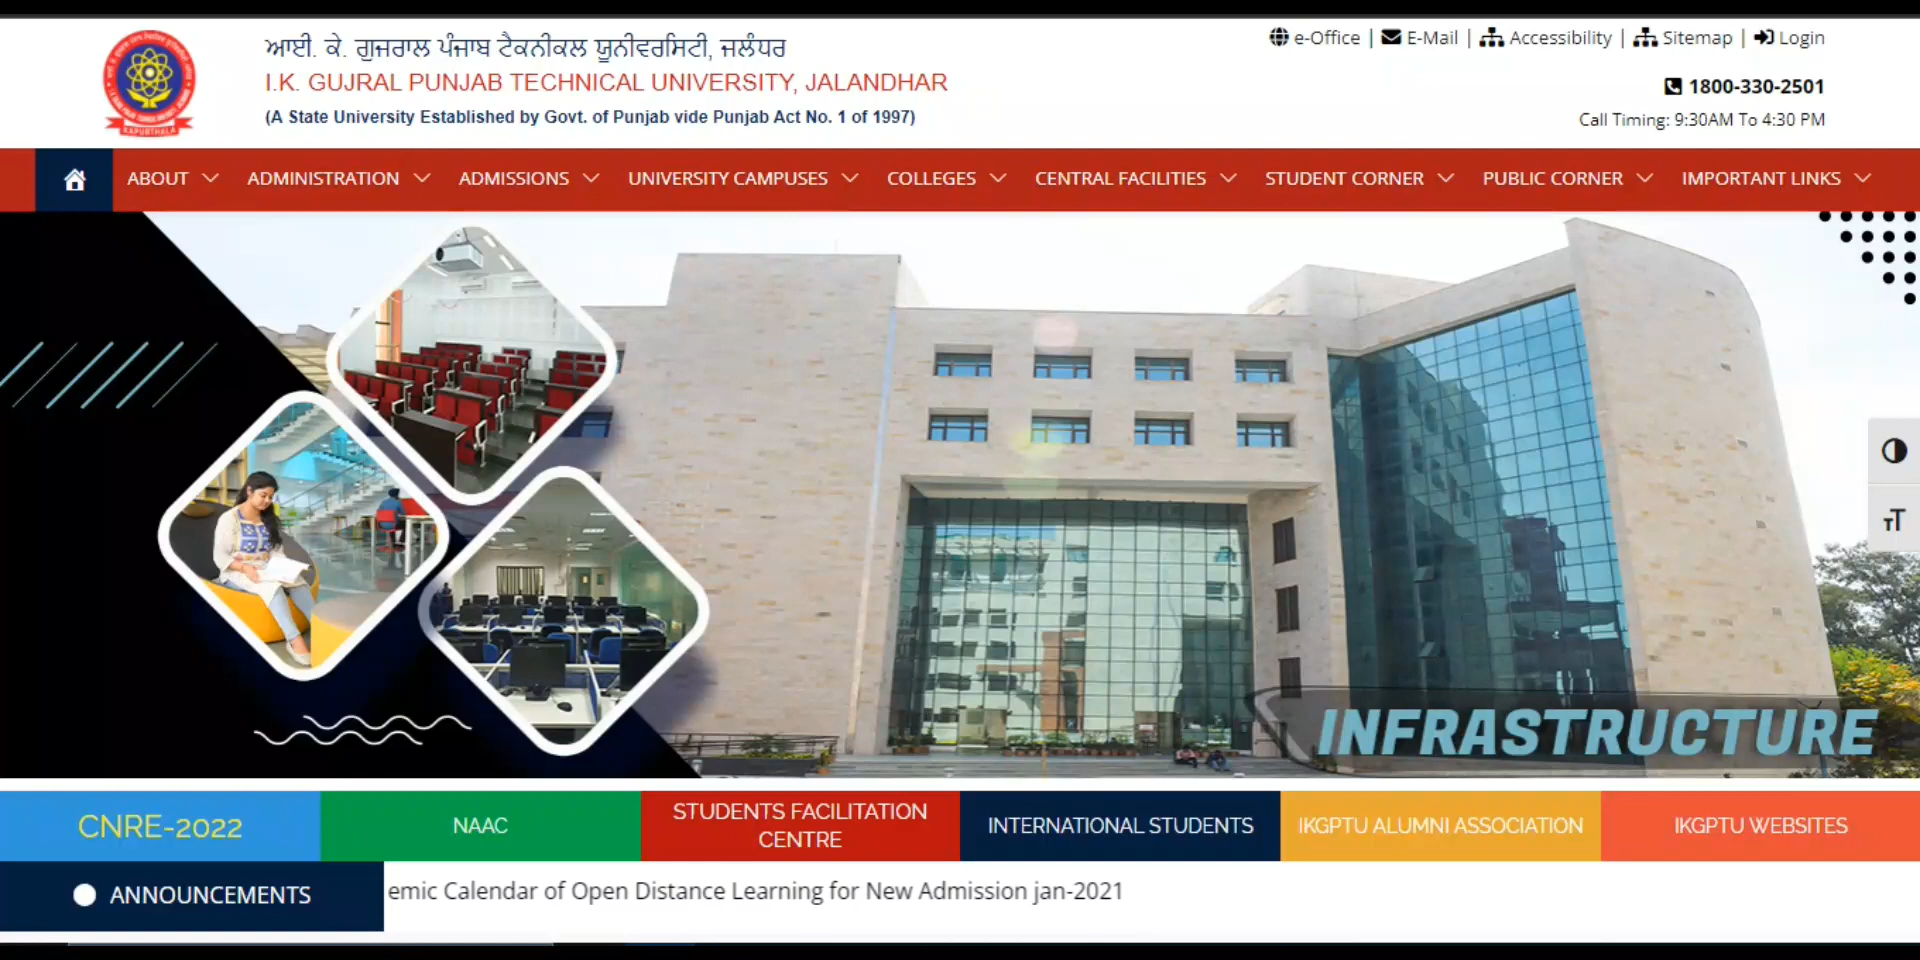 ਆਈ. ਕੇ. ਗੁਜਰਾਲ ਪੰਜਾਬ ਟੈਕਨੀਕਲ ਯੂਨੀਵਰਸਿਟੀ, ਜਲੰਧਰ
I.K. GUJRAL PUNJAB TECHNICAL UNIVERSITY, JALANDHAR
(A State University Established by Govt. of Punjab vide Punjab Act No. 1 of 1997)
KAPURTHALA
e-Office | E-Mail | Accessibility | Sitemap | Login
1800-330-2501
Call Timing: 9:30AM To 4:30 PM
ABOUT ADMINISTRATION ADMISSIONS UNIVERSITY CAMPUSES COLLEGES CENTRAL FACILITIES STUDENT CORNER PUBLIC CORNER IMPORTANT LINKS
TT
INFRASTRUCTURE
CNRE-2022
NAAC
STUDENTS FACILITATION
CENTRE
INTERNATIONAL STUDENTS
IKGPTU ALUMNI ASSOCIATION
IKGPTU WEBSITES
ANNOUNCEMENTS
emic Calendar of Open Distance Learning for New Admission jan-2021